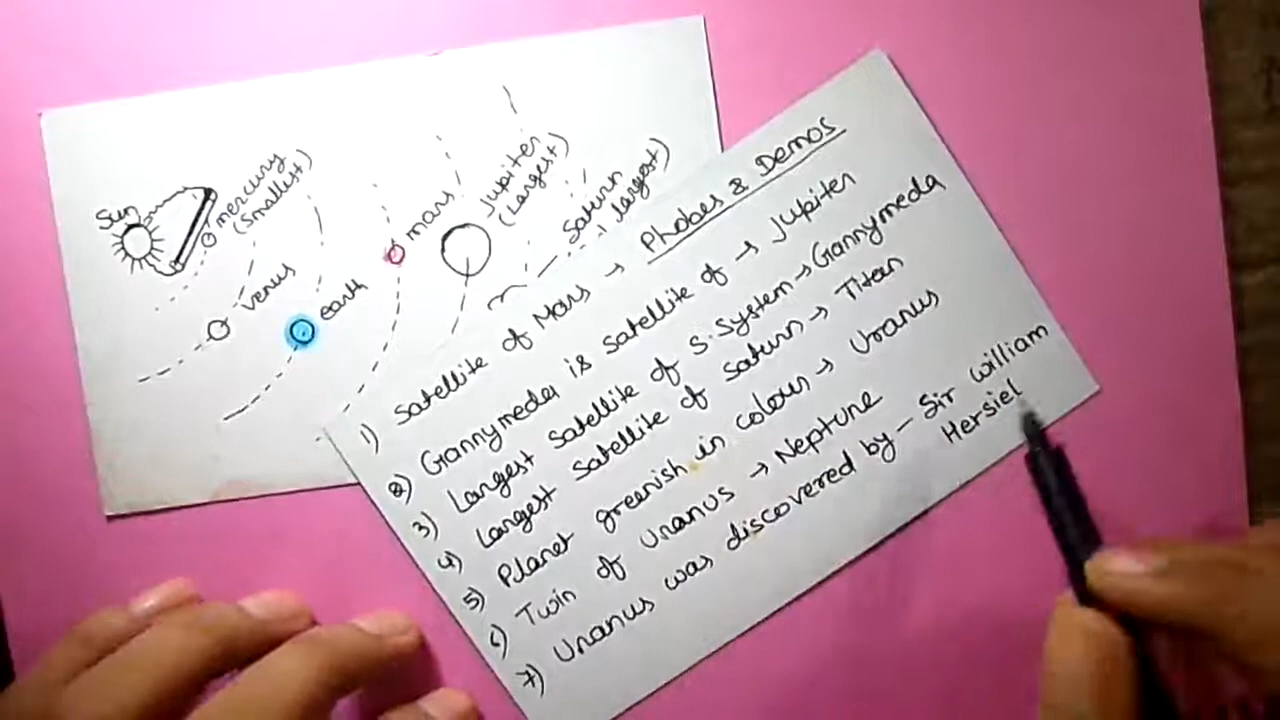 Sun
mercury
(Smallest)
venus
earth
mars
Jupiter
(Largest)
Saturn
largest)
1) Satellite of Mars → Phobes & Demos
2) Gannymeda is satellite of → Jupiter
3) Largest Satellite of S.System → Gannymeda
4) Largest Satellite of Saturn → Titan
5) Planet greenish in colour → Uranus
6) Twin of Uranus → Neptune
7) Uranus was discovered by - Sir William
Hersiel